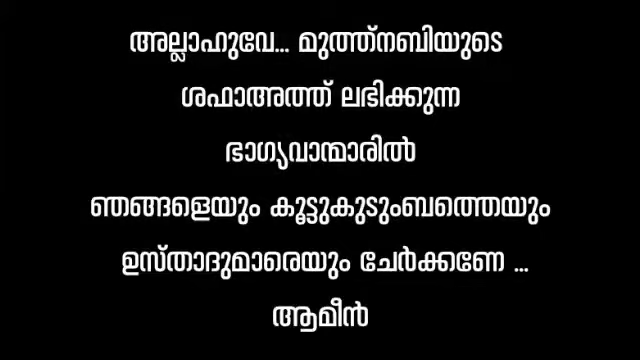 അല്ലാഹുവേ... മുത്ത്നബിയുടെ
ശഫാഅത്ത് ലഭിക്കുന്ന
ഭാഗ്യവാന്മാരിൽ
ഞങ്ങളെയും കൂട്ടുകുടുംബത്തെയും
ഉസ്താദുമാരെയും ചേർക്കണേ ...
ആമീൻ